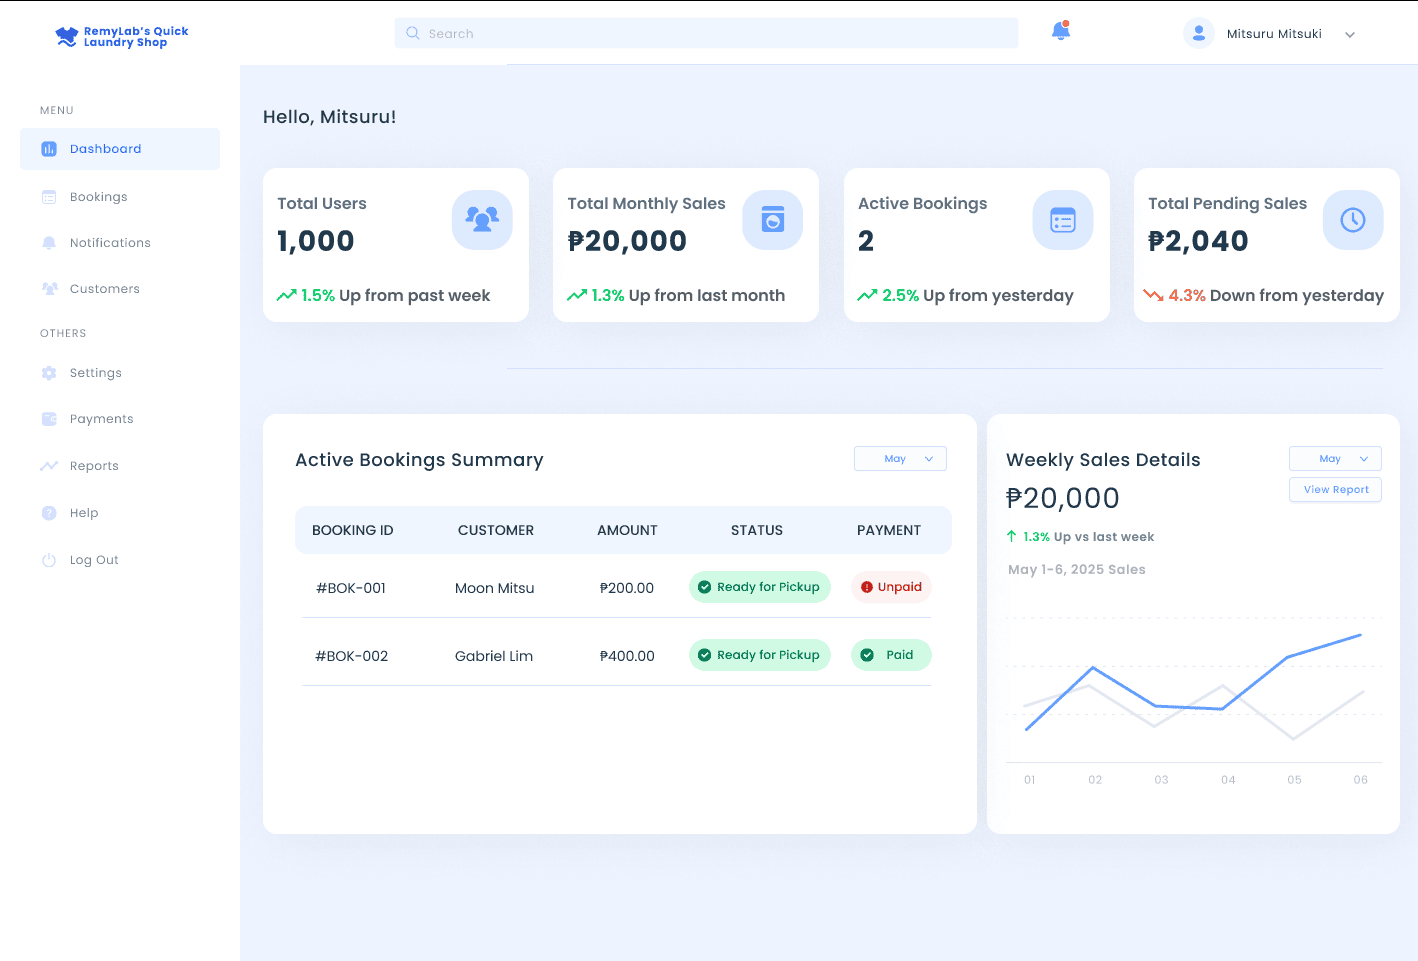 RemyLab's Quick
Laundry Shop
Search
Mitsuru Mitsuki
MENU
Dashboard
Bookings
Notifications
Customers
OTHERS
Settings
Payments
Reports
Help
Log Out
Hello, Mitsuru!
Total Users
1,000
1.5% Up from past week
Total Monthly Sales
₱20,000
1.3% Up from last month
Active Bookings
2
2.5% Up from yesterday
Total Pending Sales
₱2,040
4.3% Down from yesterday
Active Bookings Summary
May
BOOKING ID CUSTOMER AMOUNT STATUS PAYMENT
#BOK-001 Moon Mitsu ₱200.00 Ready for Pickup Unpaid
#BOK-002 Gabriel Lim ₱400.00 Ready for Pickup Paid
Weekly Sales Details
May
₱20,000
View Report
1.3% Up vs last week
May 1-6, 2025 Sales
01 02 03 04 05 06